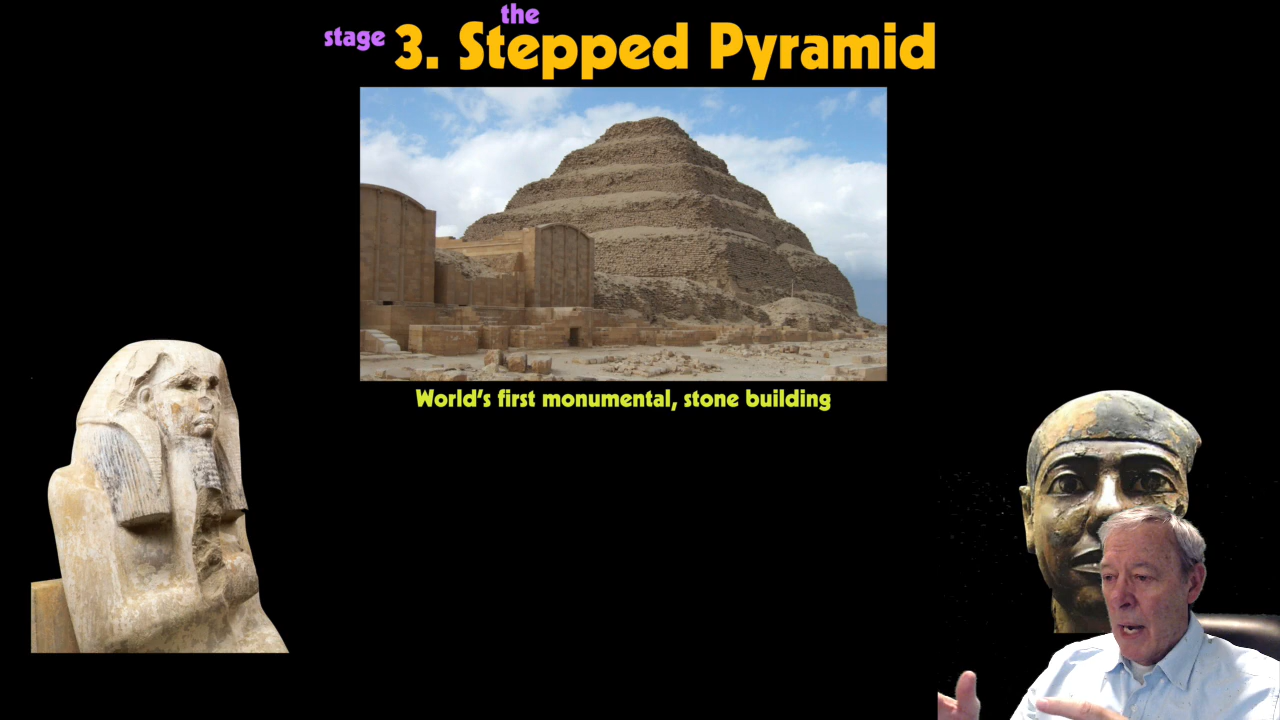 the
stage 3. Stepped Pyramid
World's first monumental, stone building